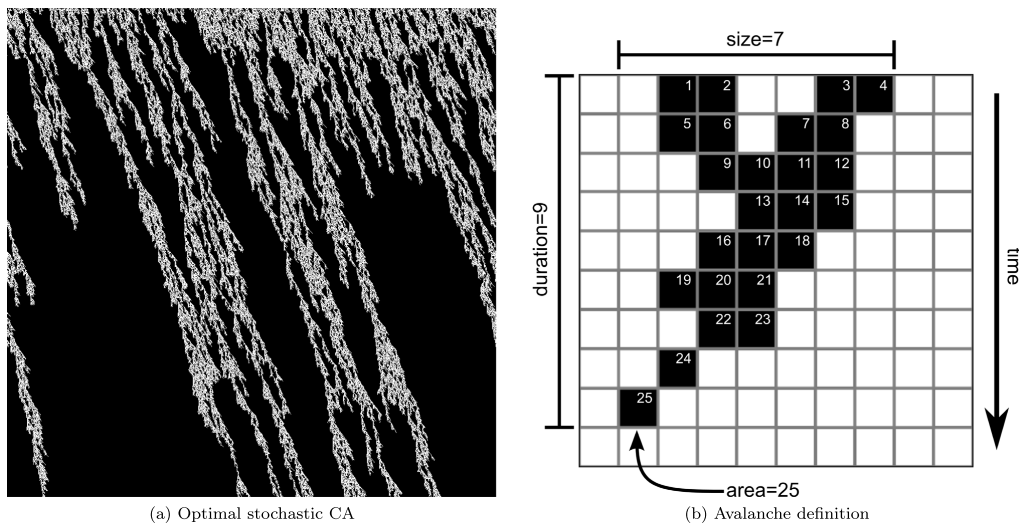 size=7
1 2 3 4
5 6 7 8
9 10 11 12
13 14 15
16 17 18
19 20 21
22 23
24
25
duration=9
time
area=25
(a) Optimal stochastic CA
(b) Avalanche definition